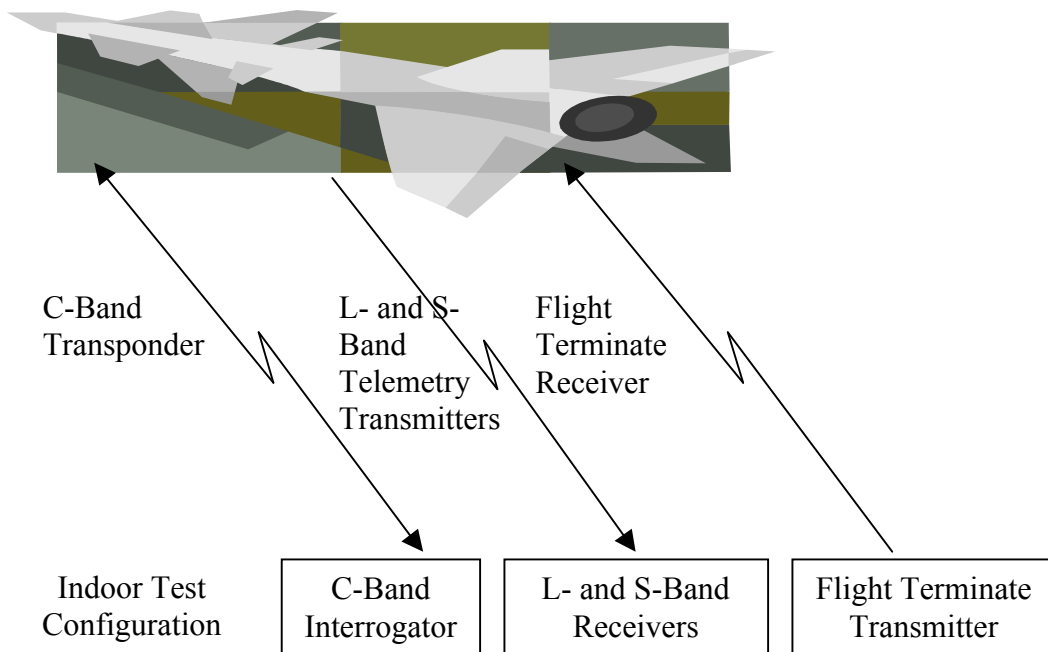 C-Band
Transponder
L- and S-
Band
Telemetry
Transmitters
Flight
Terminate
Receiver
Indoor Test
Configuration
C-Band
Interrogator
L- and S-Band
Receivers
Flight Terminate
Transmitter